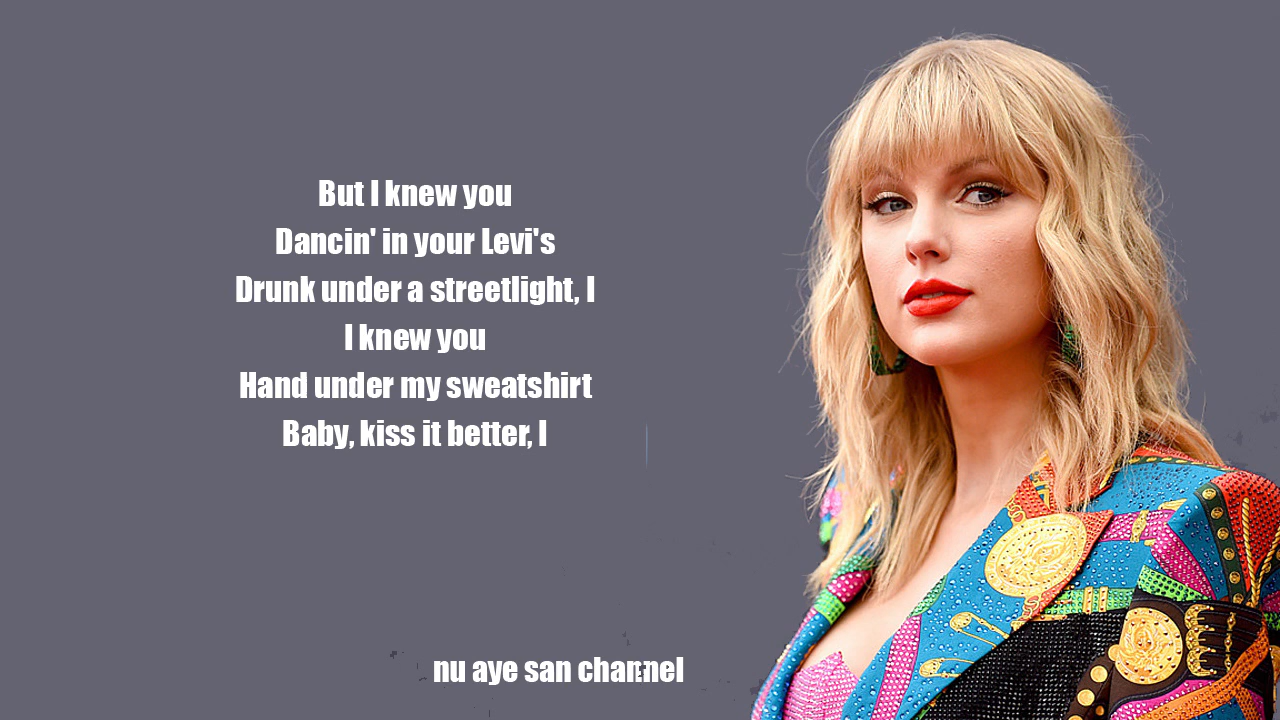 But I knew you
Dancin' in your Levi's
Drunk under a streetlight, I
I knew you
Hand under my sweatshirt
Baby, kiss it better, I
nu aye san channel